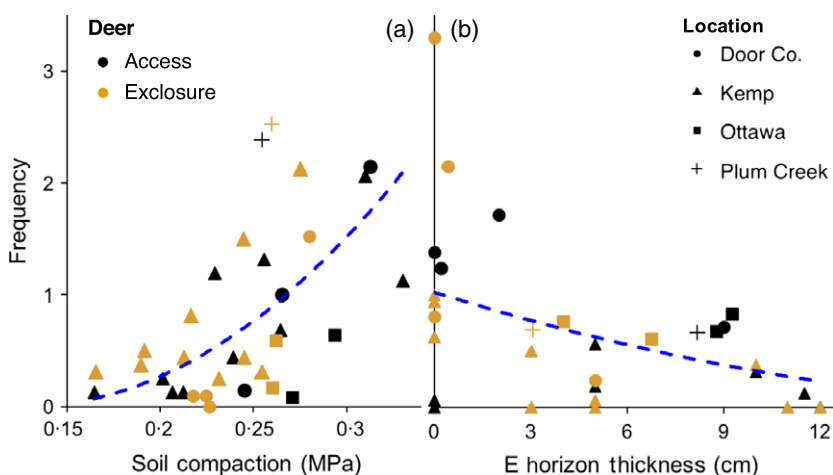 Deer
Access
Exclosure
(a)
(b)
Location
Door Co.
Kemp
Ottawa
Plum Creek
Frequency
3
2
1
0
0·15
0·2
0·25
0·3
0
3
6
9
12
Soil compaction (MPa)
E horizon thickness (cm)